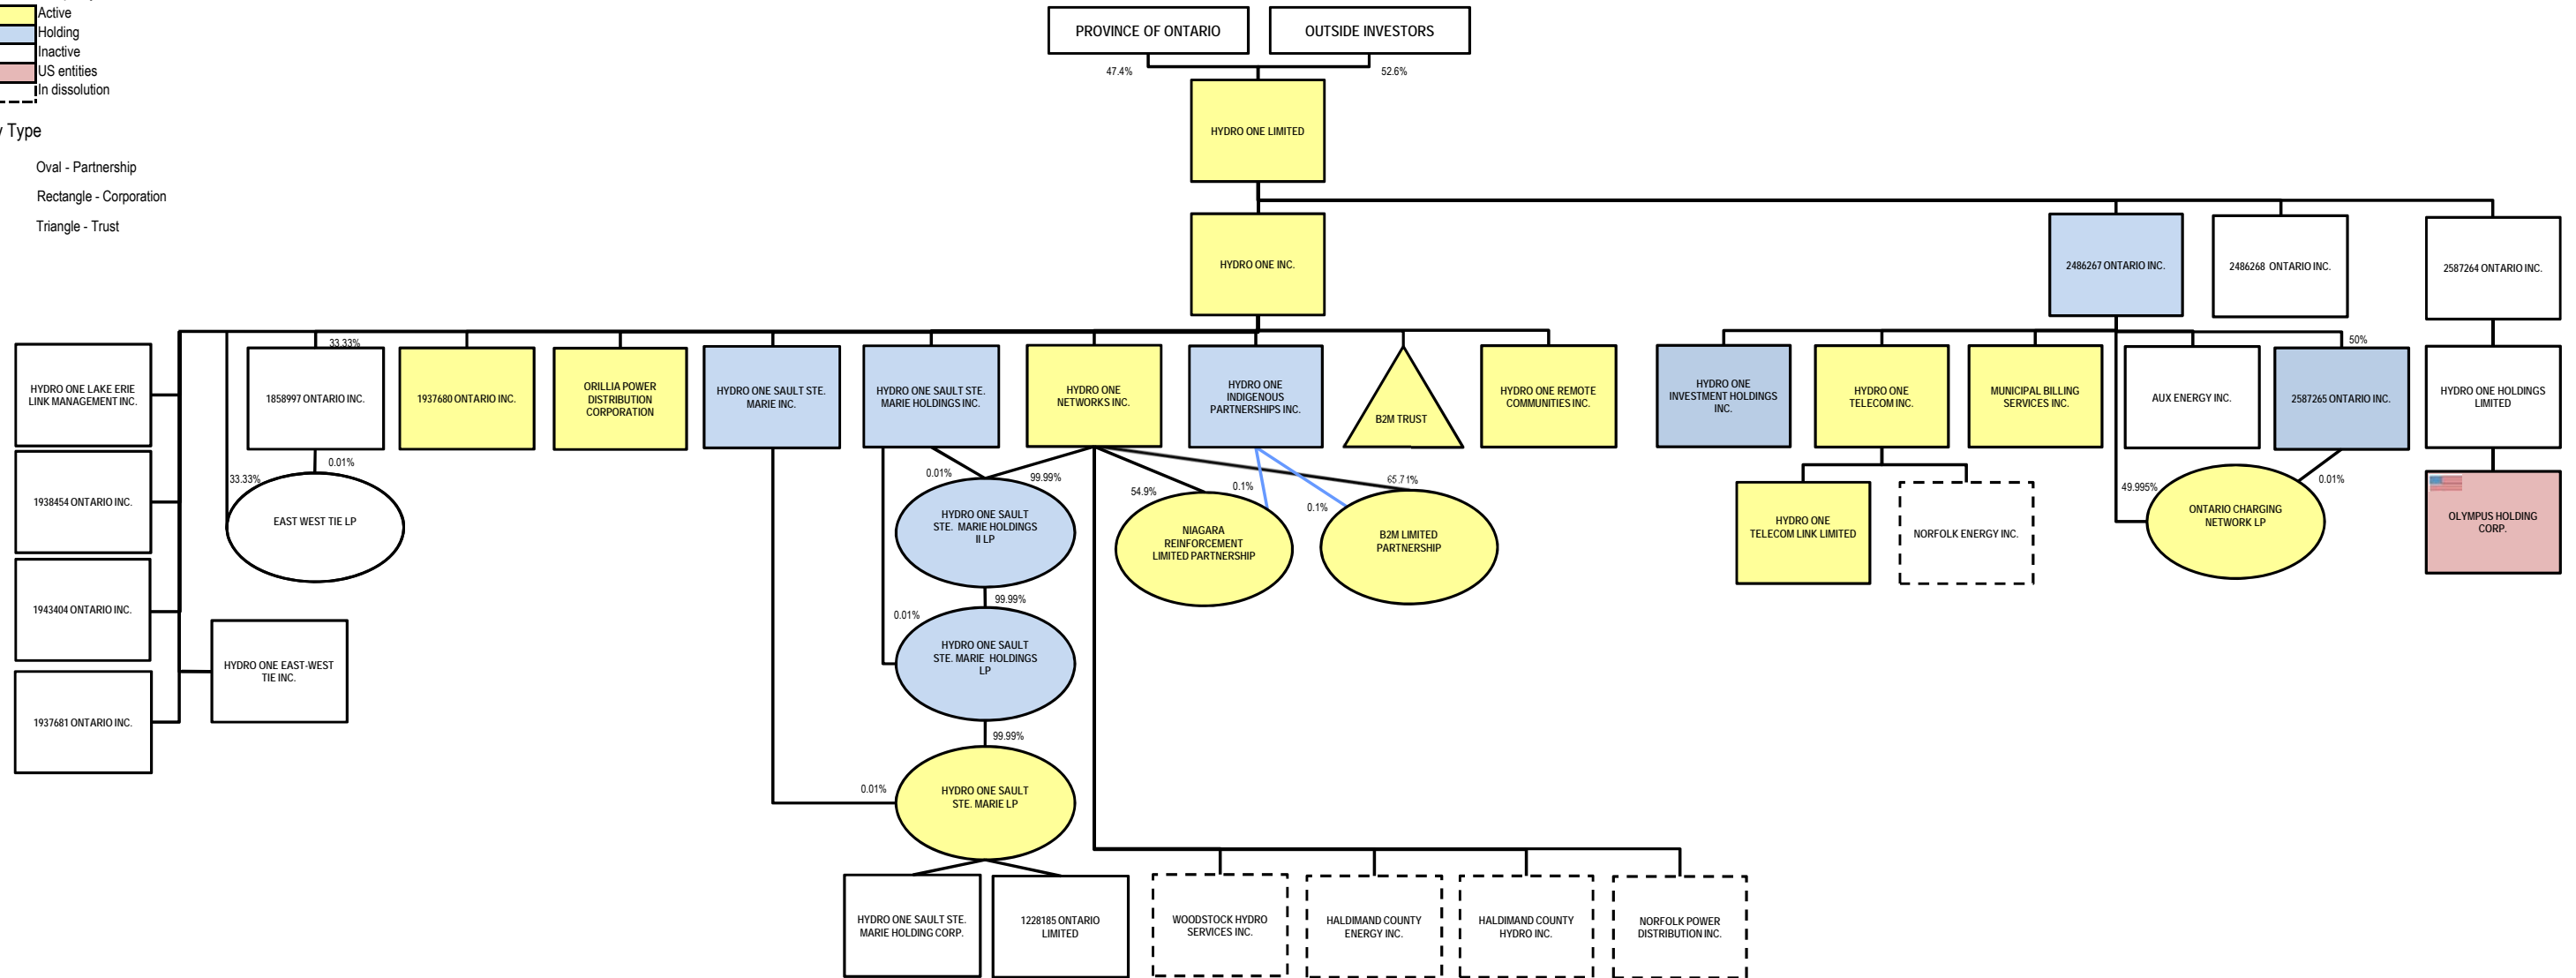 Active
Holding
Inactive
US entities
In dissolution
Type
Oval - Partnership
Rectangle - Corporation
Triangle - Trust
PROVINCE OF ONTARIO
OUTSIDE INVESTORS
47.4%
52.6%
HYDRO ONE LIMITED
HYDRO ONE INC.
2486267 ONTARIO INC.
2486268 ONTARIO INC.
2587264 ONTARIO INC.
33.33%
50%
HYDRO ONE LAKE ERIE
LINK MANAGEMENT INC.
1858997 ONTARIO INC.
1937680 ONTARIO INC.
ORILLIA POWER
DISTRIBUTION
CORPORATION
HYDRO ONE SAULT STE.
MARIE INC.
HYDRO ONE SAULT STE.
MARIE HOLDINGS INC.
HYDRO ONE
NETWORKS INC.
HYDRO ONE
INDIGENOUS
PARTNERSHIPS INC.
B2M TRUST
HYDRO ONE REMOTE
COMMUNITIES INC.
HYDRO ONE
INVESTMENT HOLDINGS
INC.
HYDRO ONE
TELECOM INC.
MUNICIPAL BILLING
SERVICES INC.
AUX ENERGY INC.
2587265 ONTARIO INC.
HYDRO ONE HOLDINGS
LIMITED
0.01%
33.33%
0.01%
99.99%
54.9%
0.1%
0.1%
65.71%
49.995%
0.01%
1938454 ONTARIO INC.
EAST WEST TIE LP
HYDRO ONE SAULT
STE. MARIE HOLDINGS
II LP
NIAGARA
REINFORCEMENT
LIMITED PARTNERSHIP
B2M LIMITED
PARTNERSHIP
HYDRO ONE
TELECOM LINK LIMITED
NORFOLK ENERGY INC.
ONTARIO CHARGING
NETWORK LP
OLYMPUS HOLDING
CORP.
99.99%
0.01%
1943404 ONTARIO INC.
HYDRO ONE EAST-WEST
TIE INC.
HYDRO ONE SAULT
STE. MARIE HOLDINGS
LP
1937681 ONTARIO INC.
99.99%
0.01%
HYDRO ONE SAULT
STE. MARIE LP
HYDRO ONE SAULT STE.
MARIE HOLDING CORP.
1228185 ONTARIO
LIMITED
WOODSTOCK HYDRO
SERVICES INC.
HALDIMAND COUNTY
ENERGY INC.
HALDIMAND COUNTY
HYDRO INC.
NORFOLK POWER
DISTRIBUTION INC.